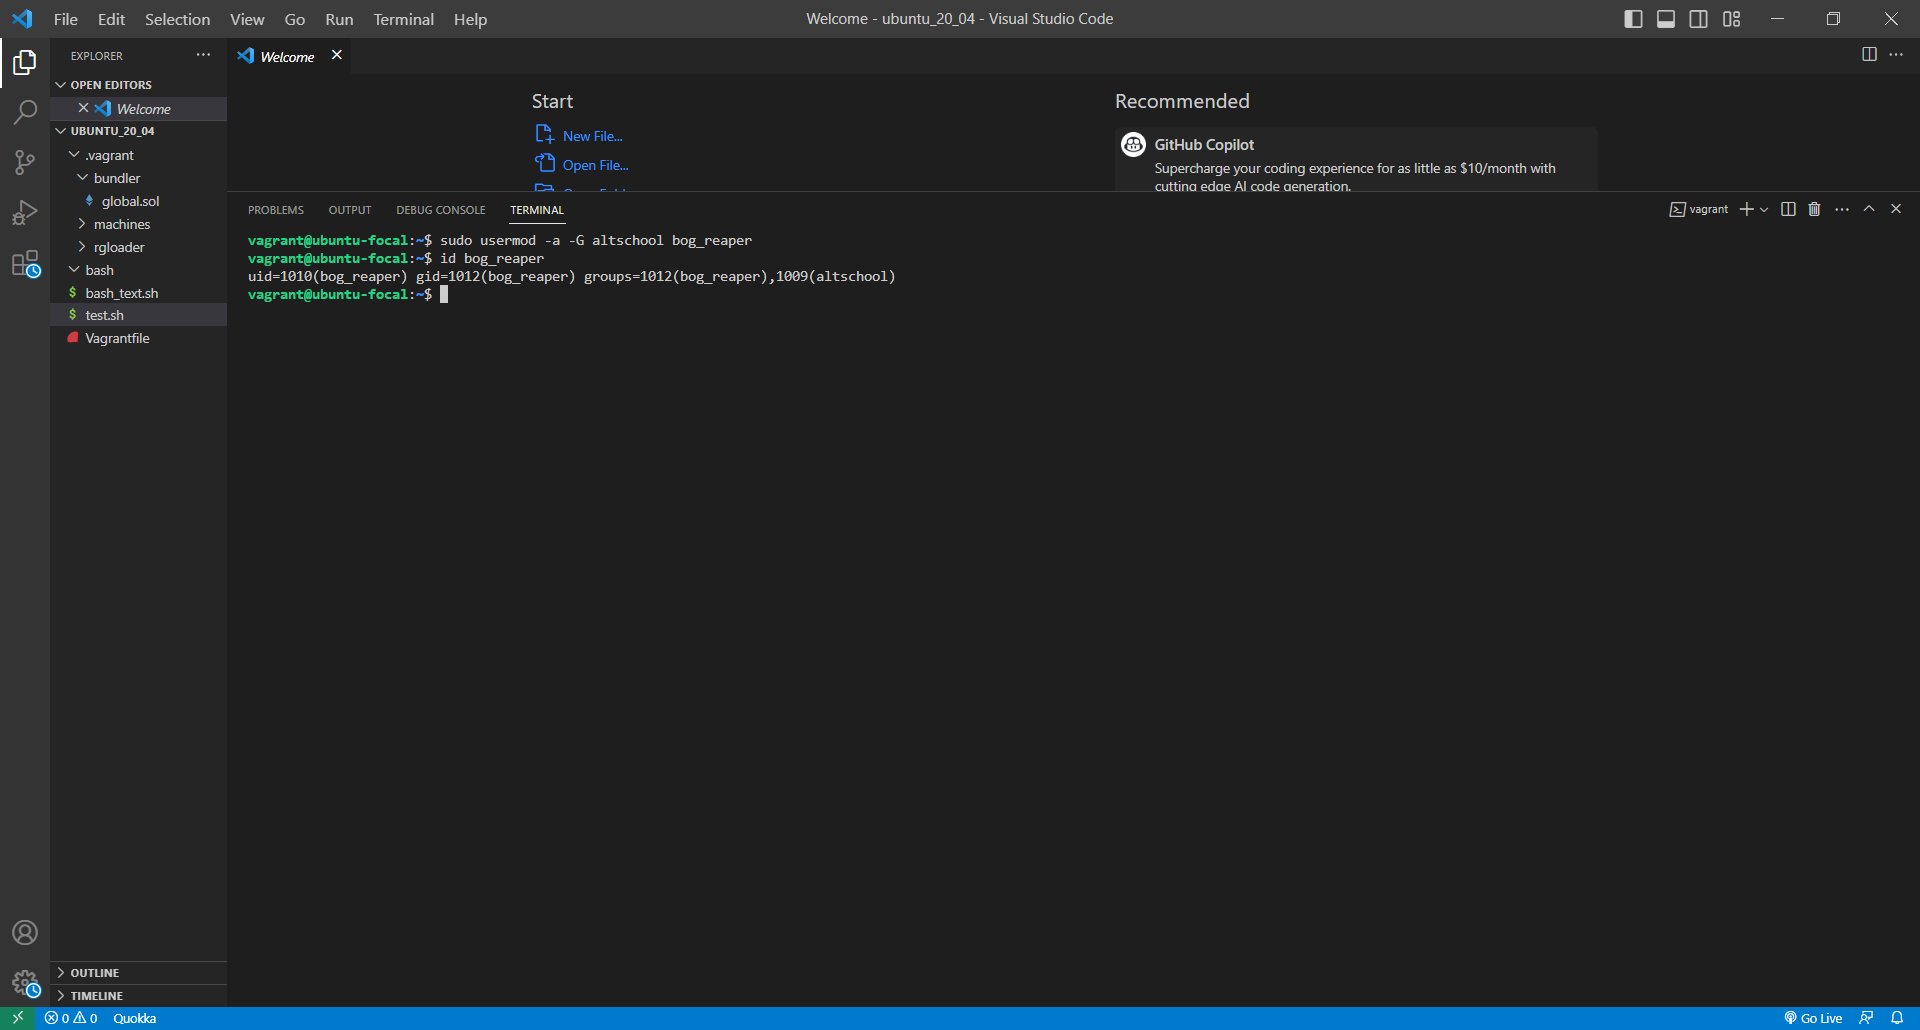 File Edit Selection View Go Run Terminal Help
Welcome - ubuntu_20_04 - Visual Studio Code
EXPLORER
OPEN EDITORS
Welcome
UBUNTU_20_04
.vagrant
bundler
global.sol
machines
rgloader
bash
bash_text.sh
test.sh
Vagrantfile
OUTLINE
TIMELINE
Welcome
Start
New File...
Open File...
Recommended
GitHub Copilot
Supercharge your coding experience for as little as $10/month with
cutting edge AI code generation.
PROBLEMS OUTPUT DEBUG CONSOLE TERMINAL
vagrant
vagrant@ubuntu-focal:~$ sudo usermod -a -G altschool bog_reaper
vagrant@ubuntu-focal:~$ id bog_reaper
uid=1010(bog_reaper) gid=1012(bog_reaper) groups=1012(bog_reaper),1009(altschool)
vagrant@ubuntu-focal:~$
0 0 Quokka
Go Live